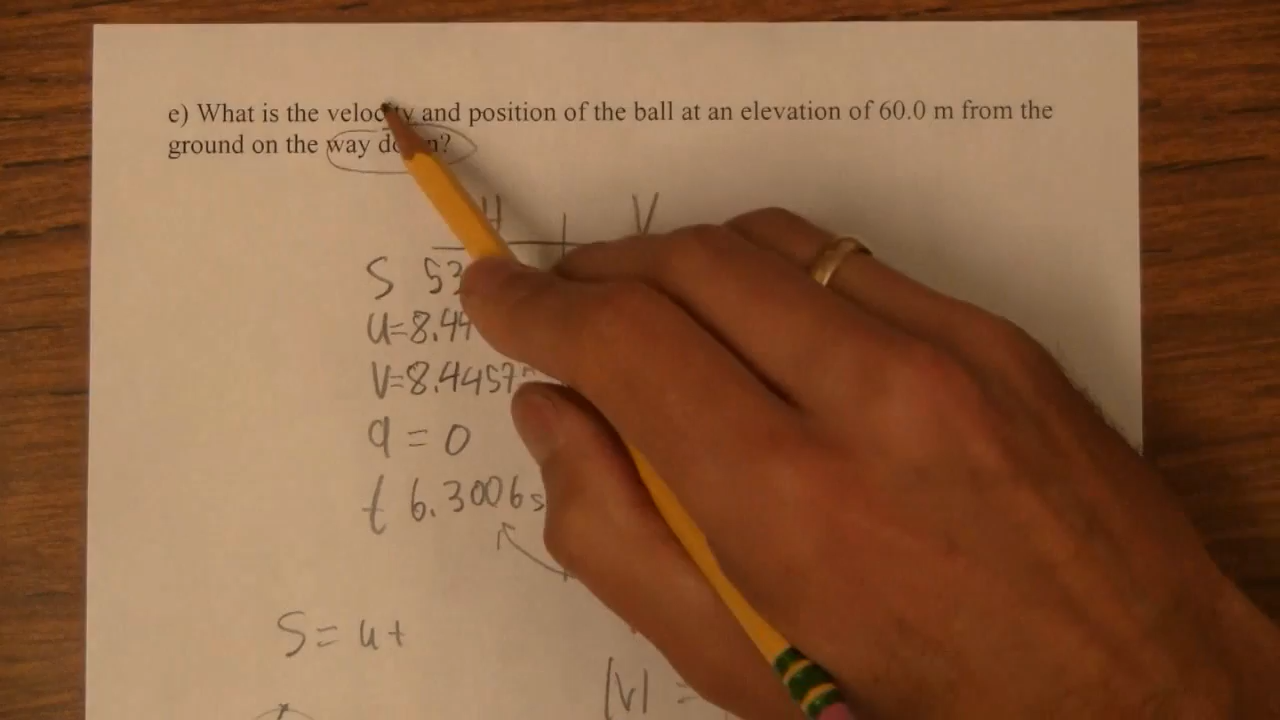 e) What is the velocity and position of the ball at an elevation of 60.0 m from the
ground on the way down?
H V
S 53
u=8.44
V=8.4457
a = 0
t 6.3006s
S = ut
|v| =